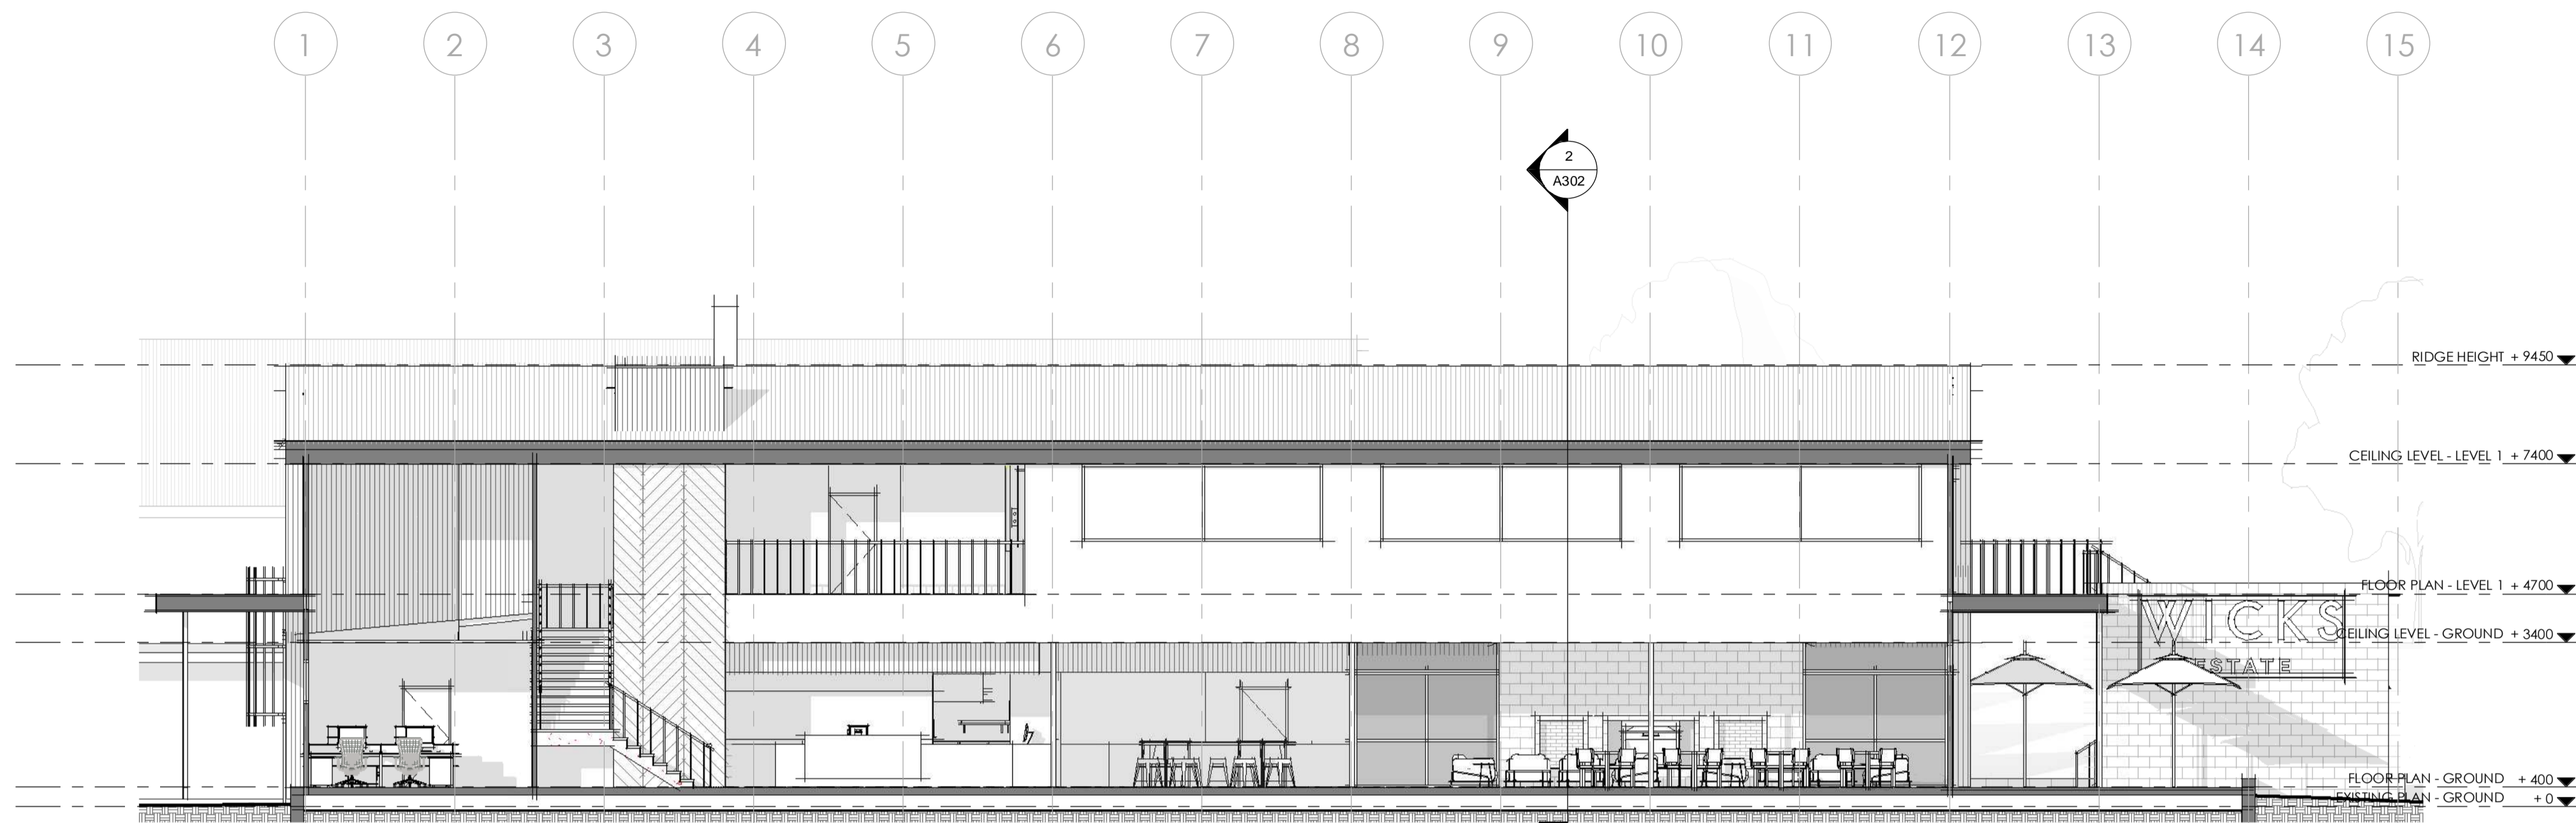 1 2 3 4 5 6 7 8 9 10 11 12 13 14 15
2
A302
RIDGE HEIGHT + 9450
CEILING LEVEL - LEVEL 1 + 7400
FLOOR PLAN - LEVEL 1 + 4700
WICKS
CEILING LEVEL - GROUND + 3400
ESTATE
FLOOR PLAN - GROUND + 400
EXISTING PLAN - GROUND + 0